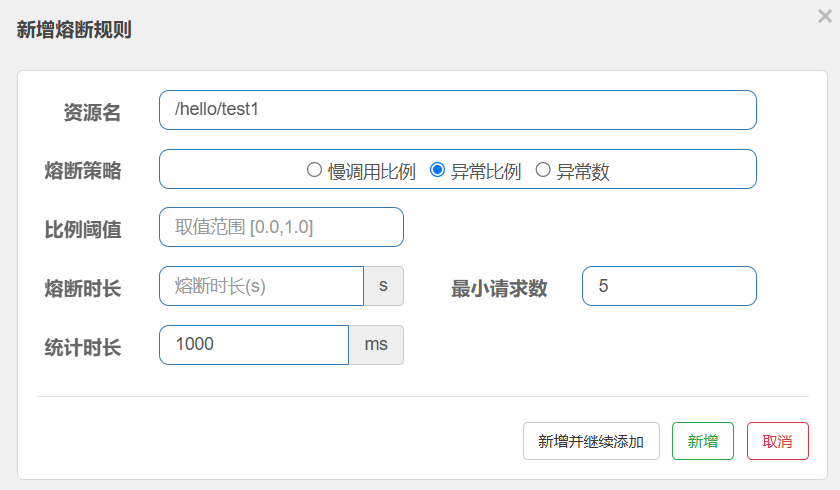 新增熔断规则
资源名 /hello/test1
熔断策略 慢调用比例 异常比例 异常数
比例阈值 取值范围 [0.0,1.0]
熔断时长 熔断时长(s) s 最小请求数 5
统计时长 1000 ms
新增并继续添加 新增 取消